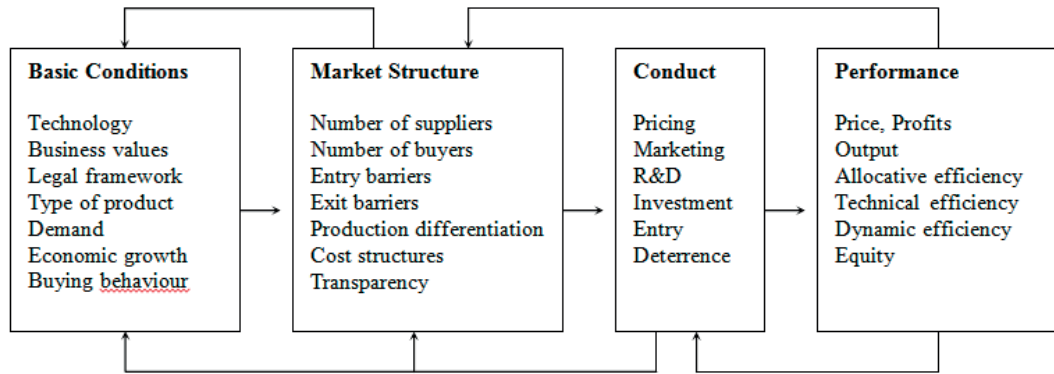 Basic Conditions
Technology
Business values
Legal framework
Type of product
Demand
Economic growth
Buying behaviour
Market Structure
Number of suppliers
Number of buyers
Entry barriers
Exit barriers
Production differentiation
Cost structures
Transparency
Conduct
Pricing
Marketing
R&D
Investment
Entry
Deterrence
Performance
Price, Profits
Output
Allocative efficiency
Technical efficiency
Dynamic efficiency
Equity